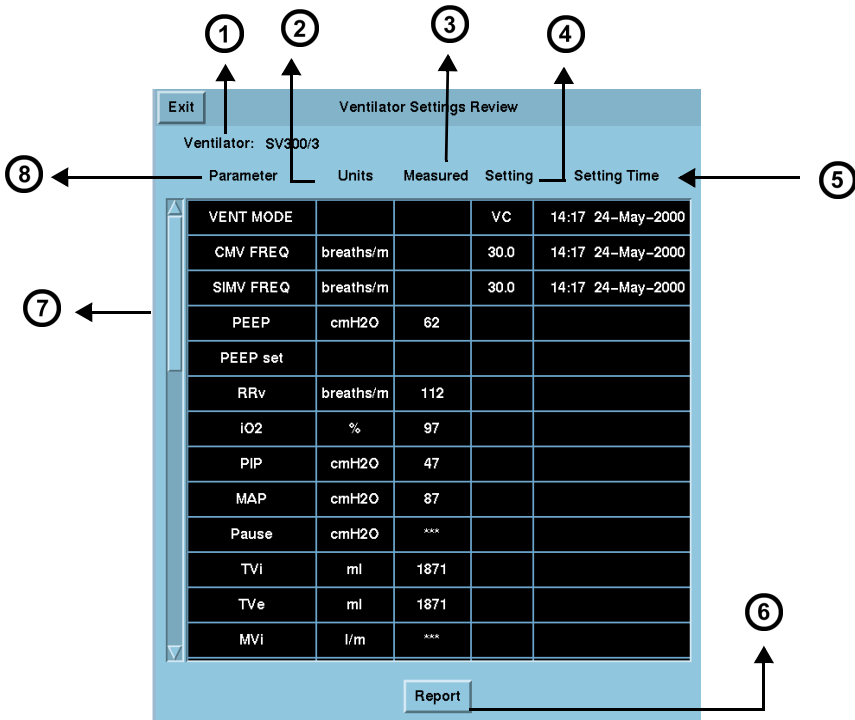 1 2 3 4
Exit Ventilator Settings Review
Ventilator: SV300/3
8 Parameter Units Measured Setting Setting Time 5
VENT MODE VC 14:17 24-May-2000
CMV FREQ breaths/m 30.0 14:17 24-May-2000
SIMV FREQ breaths/m 30.0 14:17 24-May-2000
7
PEEP cmH2O 62
PEEP set
RRv breaths/m 112
iO2 % 97
PIP cmH2O 47
MAP cmH2O 87
Pause cmH2O ***
TVi ml 1871
TVe ml 1871
6
MVi l/m ***
Report